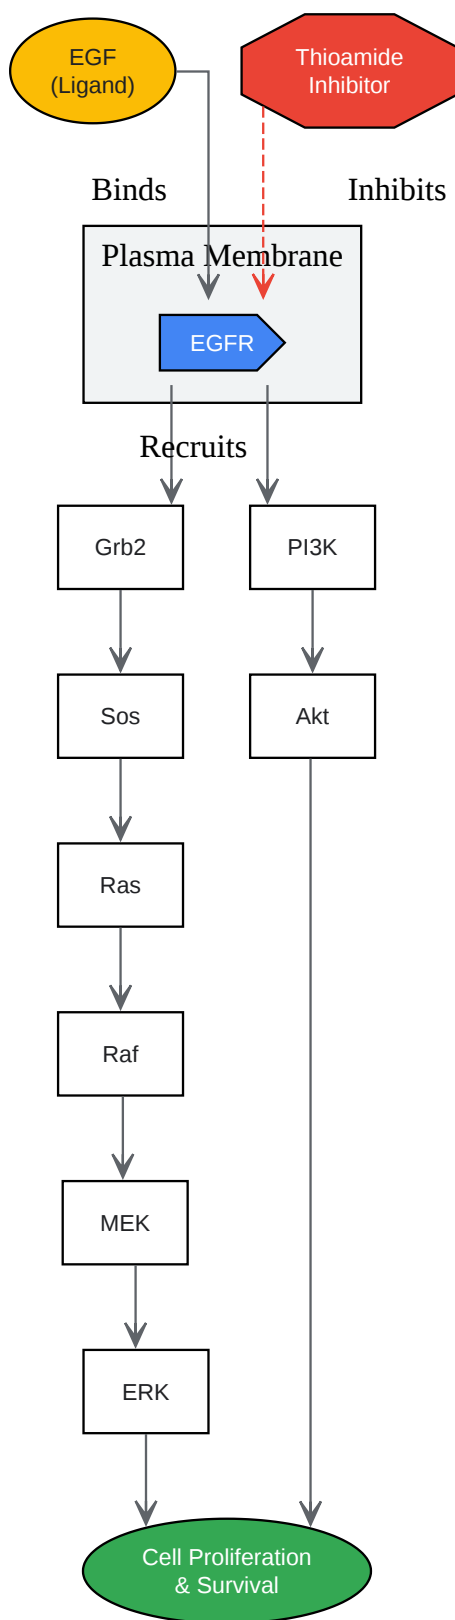 EGF
(Ligand)
Thioamide
Inhibitor
Binds
Inhibits
Plasma Membrane
EGFR
Recruits
Grb2
PI3K
Sos
Akt
Ras
Raf
MEK
ERK
Cell Proliferation
& Survival